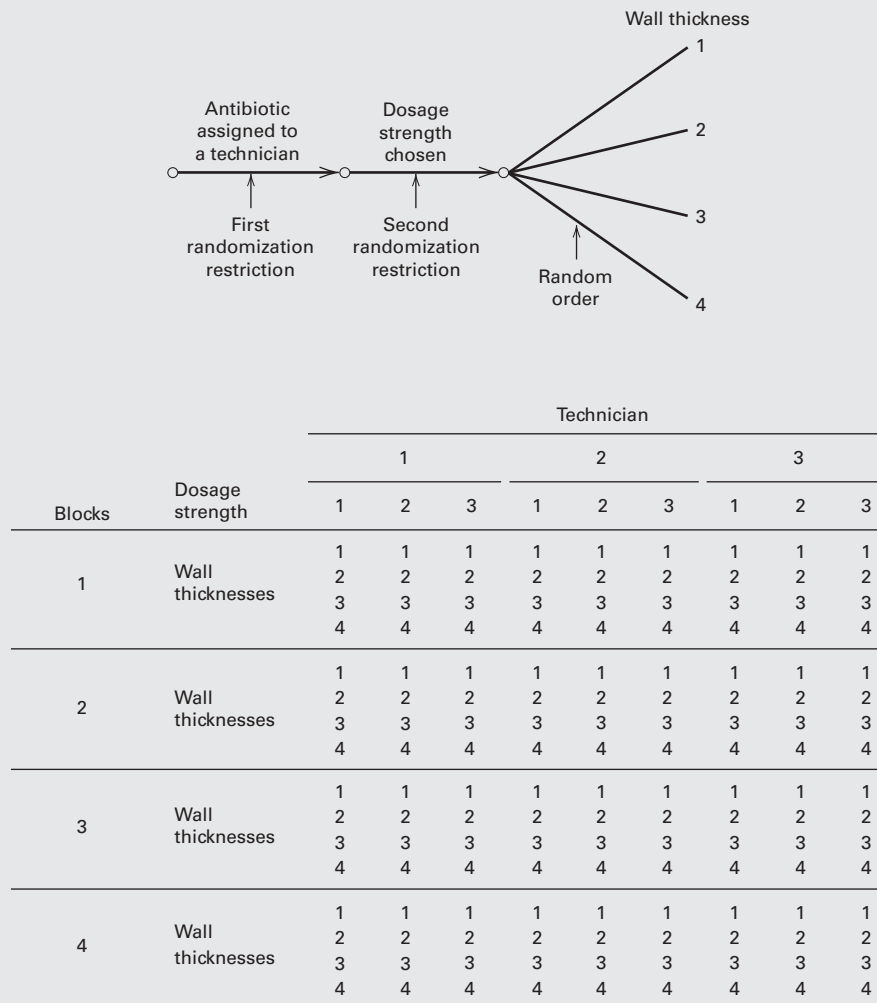 Wall thickness
1
Antibiotic
assigned to
a technician
Dosage
strength
chosen
2
3
First
randomization
restriction
Second
randomization
restriction
Random
order
4
Technician
1 2 3
Blocks
Dosage
strength
1 2 3 1 2 3 1 2 3
1
Wall
thicknesses
1 1 1 1 1 1 1 1 1
2 2 2 2 2 2 2 2 2
3 3 3 3 3 3 3 3 3
4 4 4 4 4 4 4 4 4
2
Wall
thicknesses
1 1 1 1 1 1 1 1 1
2 2 2 2 2 2 2 2 2
3 3 3 3 3 3 3 3 3
4 4 4 4 4 4 4 4 4
3
Wall
thicknesses
1 1 1 1 1 1 1 1 1
2 2 2 2 2 2 2 2 2
3 3 3 3 3 3 3 3 3
4 4 4 4 4 4 4 4 4
4
Wall
thicknesses
1 1 1 1 1 1 1 1 1
2 2 2 2 2 2 2 2 2
3 3 3 3 3 3 3 3 3
4 4 4 4 4 4 4 4 4